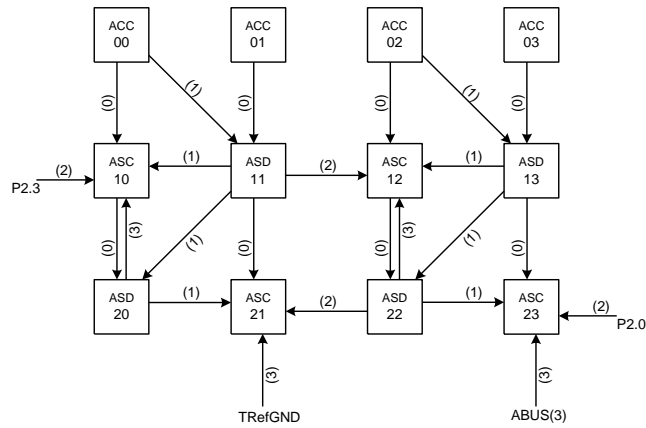 ACC
00
ACC
01
ACC
02
ACC
03
(0)
(1)
(0)
(0)
(1)
(0)
P2.3
(2)
ASC
10
(1)
ASD
11
(2)
ASC
12
(1)
ASD
13
(0)
(3)
(1)
(0)
(0)
(3)
(1)
(0)
ASD
20
(1)
ASC
21
(2)
ASD
22
(1)
ASC
23
(2)
P2.0
(3)
(3)
TRefGND
ABUS(3)